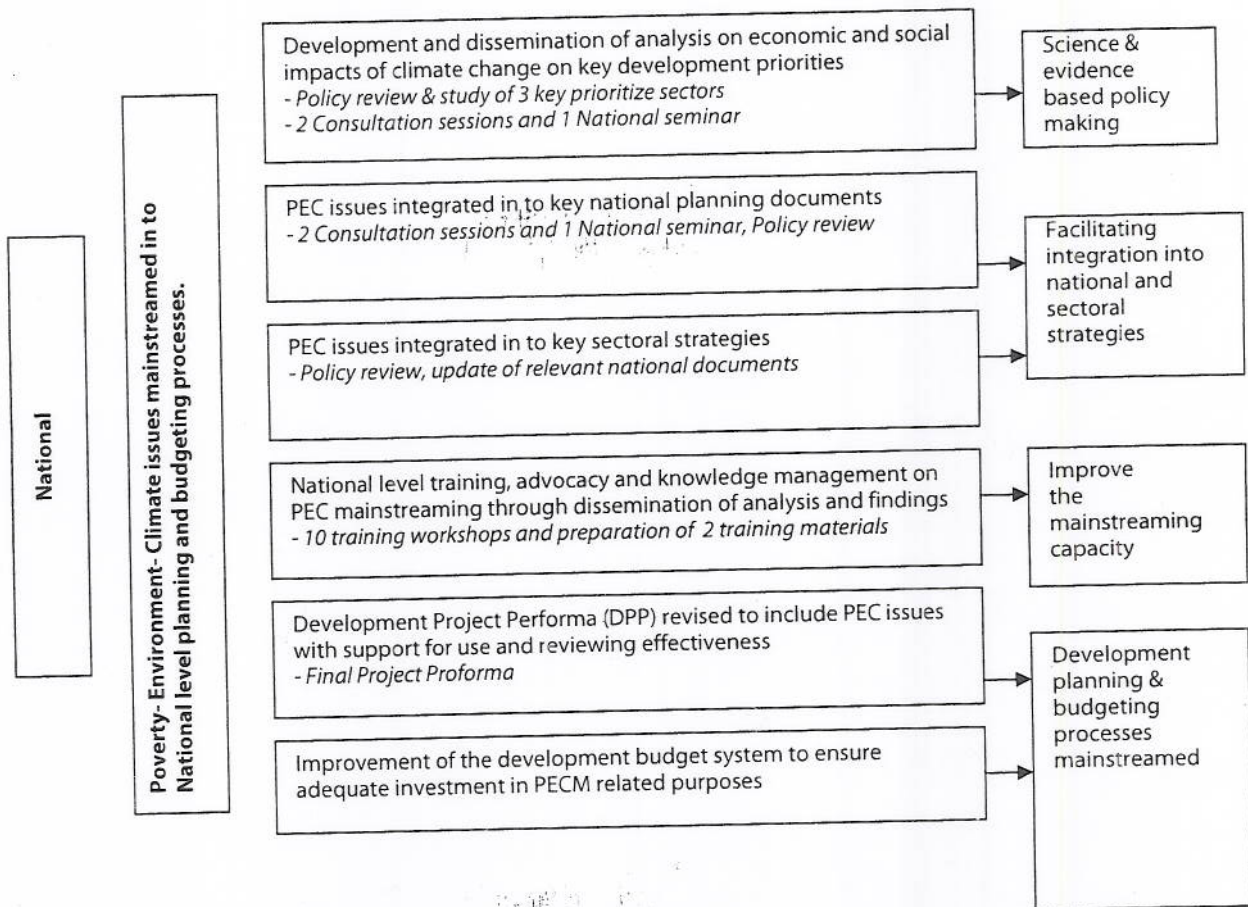 National
Poverty- Environment- Climate issues mainstreamed in to
National level planning and budgeting processes.
Development and dissemination of analysis on economic and social
impacts of climate change on key development priorities
- Policy review & study of 3 key prioritize sectors
- 2 Consultation sessions and 1 National seminar
Science &
evidence
based policy
making
PEC issues integrated in to key national planning documents
- 2 Consultation sessions and 1 National seminar, Policy review
PEC issues integrated in to key sectoral strategies
- Policy review, update of relevant national documents
Facilitating
integration into
national and
sectoral
strategies
National level training, advocacy and knowledge management on
PEC mainstreaming through dissemination of analysis and findings
- 10 training workshops and preparation of 2 training materials
Improve
the
mainstreaming
capacity
Development Project Performa (DPP) revised to include PEC issues
with support for use and reviewing effectiveness
- Final Project Proforma
Improvement of the development budget system to ensure
adequate investment in PECM related purposes
Development
planning &
budgeting
processes
mainstreamed